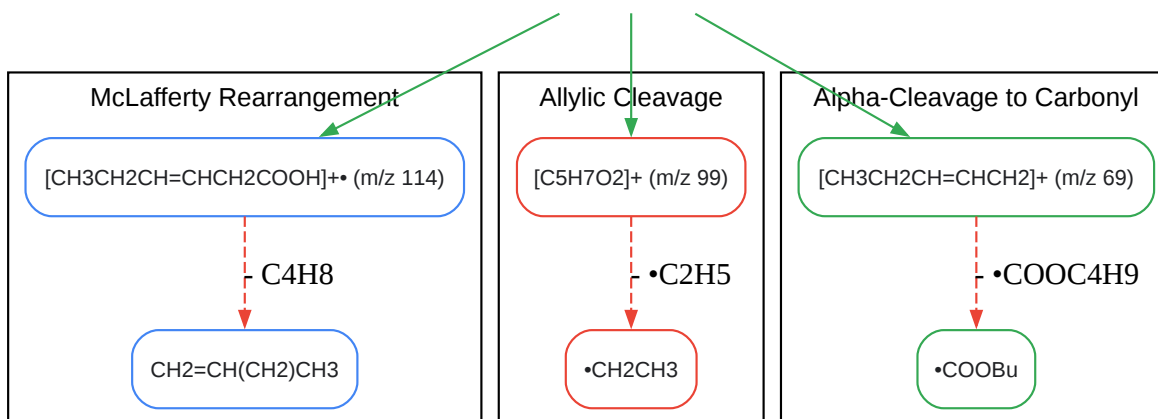 McLafferty Rearrangement
Allylic Cleavage
Alpha-Cleavage to Carbonyl
[CH3CH2CH=CHCH2COOH]+• (m/z 114)
[C5H7O2]+ (m/z 99)
[CH3CH2CH=CHCH2]+ (m/z 69)
- C4H8
- •C2H5
- •COOC4H9
CH2=CH(CH2)CH3
•CH2CH3
•COOBu